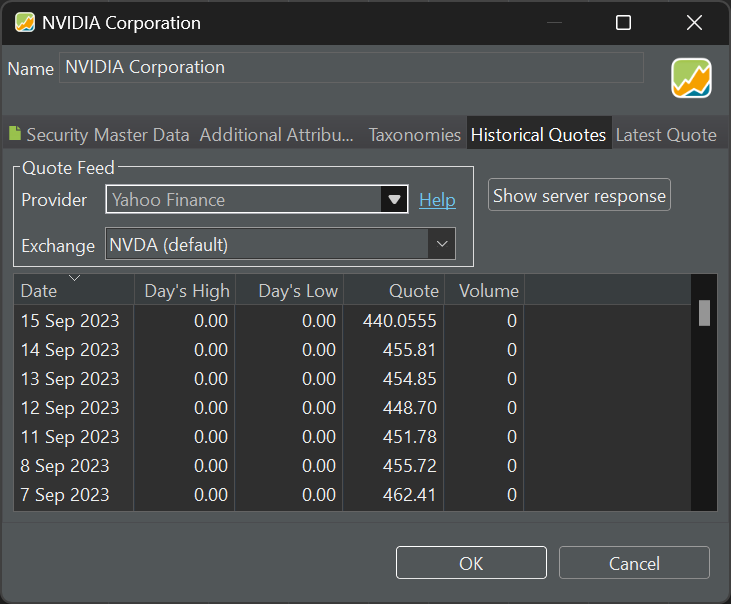 NVIDIA Corporation
Name NVIDIA Corporation
Security Master Data Additional Attribu... Taxonomies Historical Quotes Latest Quote
Quote Feed
Provider Yahoo Finance Help Show server response
Exchange NVDA (default)
Date Day's High Day's Low Quote Volume
15 Sep 2023 0.00 0.00 440.0555 0
14 Sep 2023 0.00 0.00 455.81 0
13 Sep 2023 0.00 0.00 454.85 0
12 Sep 2023 0.00 0.00 448.70 0
11 Sep 2023 0.00 0.00 451.78 0
8 Sep 2023 0.00 0.00 455.72 0
7 Sep 2023 0.00 0.00 462.41 0
OK Cancel